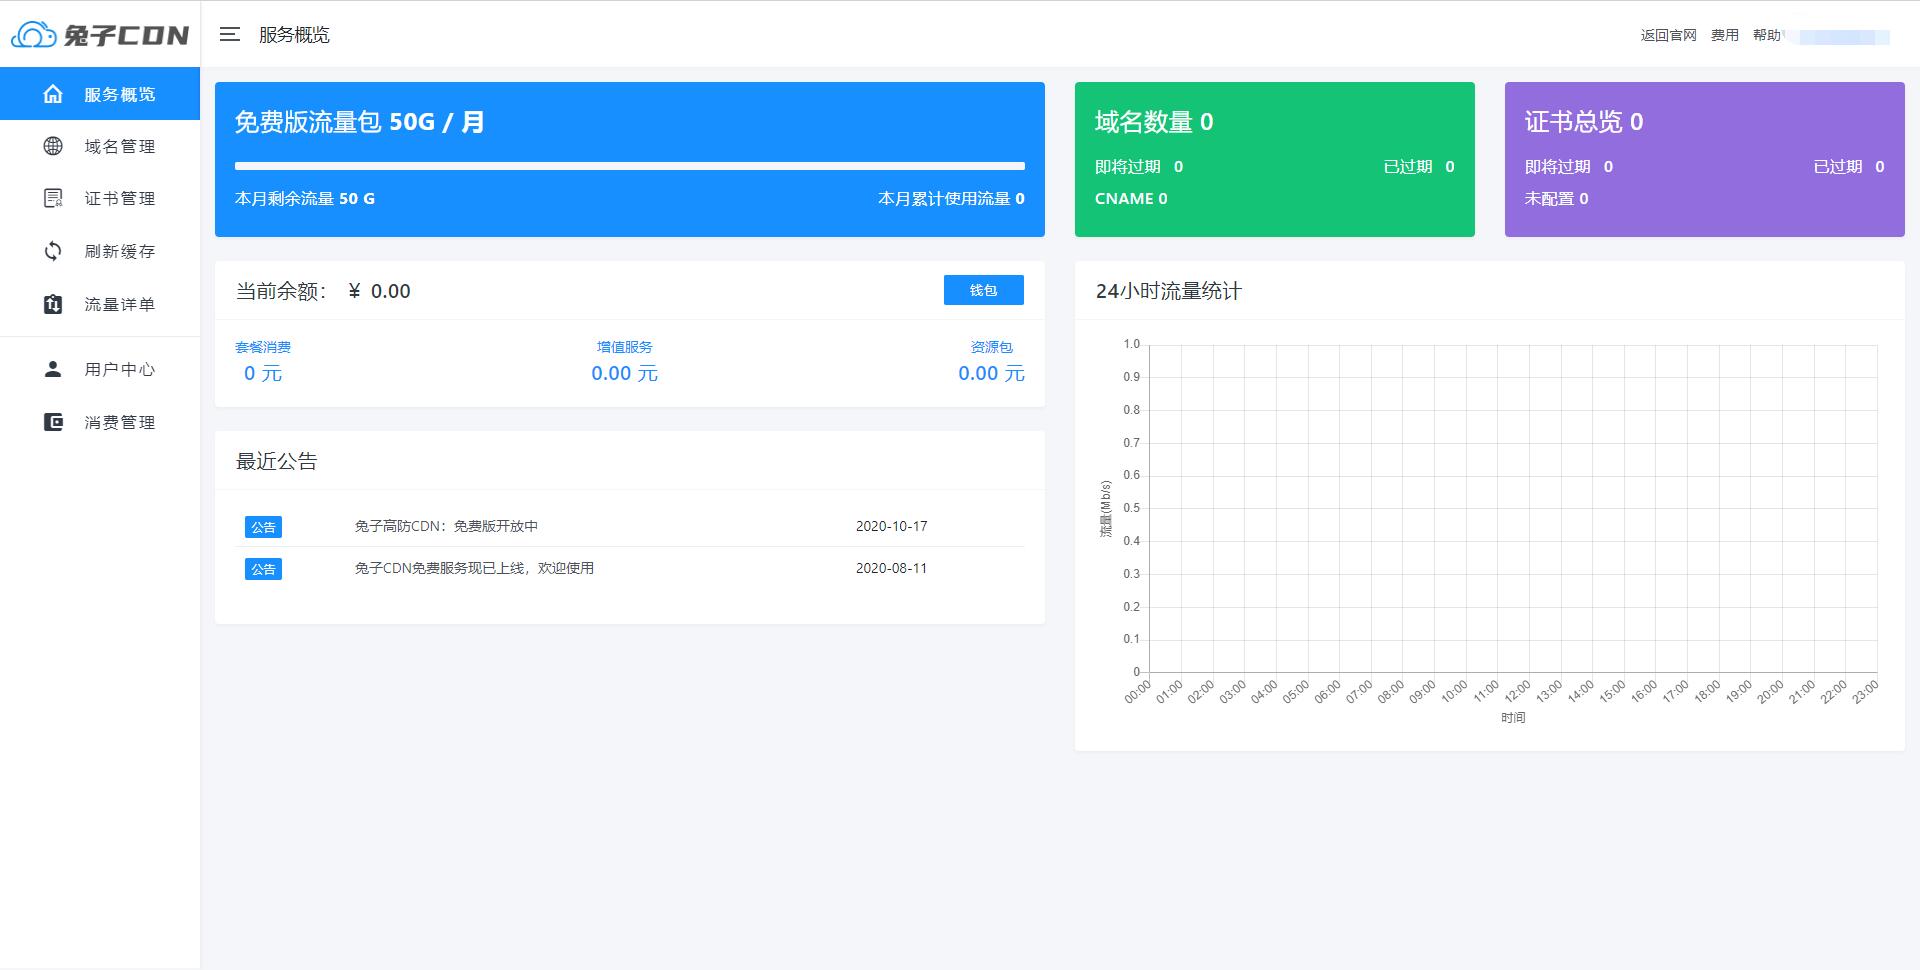 兔子CDN
服务概览
返回官网 费用 帮助
服务概览
域名管理
证书管理
刷新缓存
流量详单
用户中心
消费管理
免费版流量包 50G / 月
本月剩余流量 50 G
本月累计使用流量 0
域名数量 0
即将过期 0
已过期 0
CNAME 0
证书总览 0
即将过期 0
已过期 0
未配置 0
当前余额： ¥ 0.00
钱包
套餐消费
0 元
增值服务
0.00 元
资源包
0.00 元
最近公告
公告 兔子高防CDN：免费版开放中 2020-10-17
公告 兔子CDN免费服务现已上线，欢迎使用 2020-08-11
24小时流量统计
流量(Mb/s)
1.0
0.9
0.8
0.7
0.6
0.5
0.4
0.3
0.2
0.1
0
00:00 01:00 02:00 03:00 04:00 05:00 06:00 07:00 08:00 09:00 10:00 11:00 12:00 13:00 14:00 15:00 16:00 17:00 18:00 19:00 20:00 21:00 22:00 23:00
时间